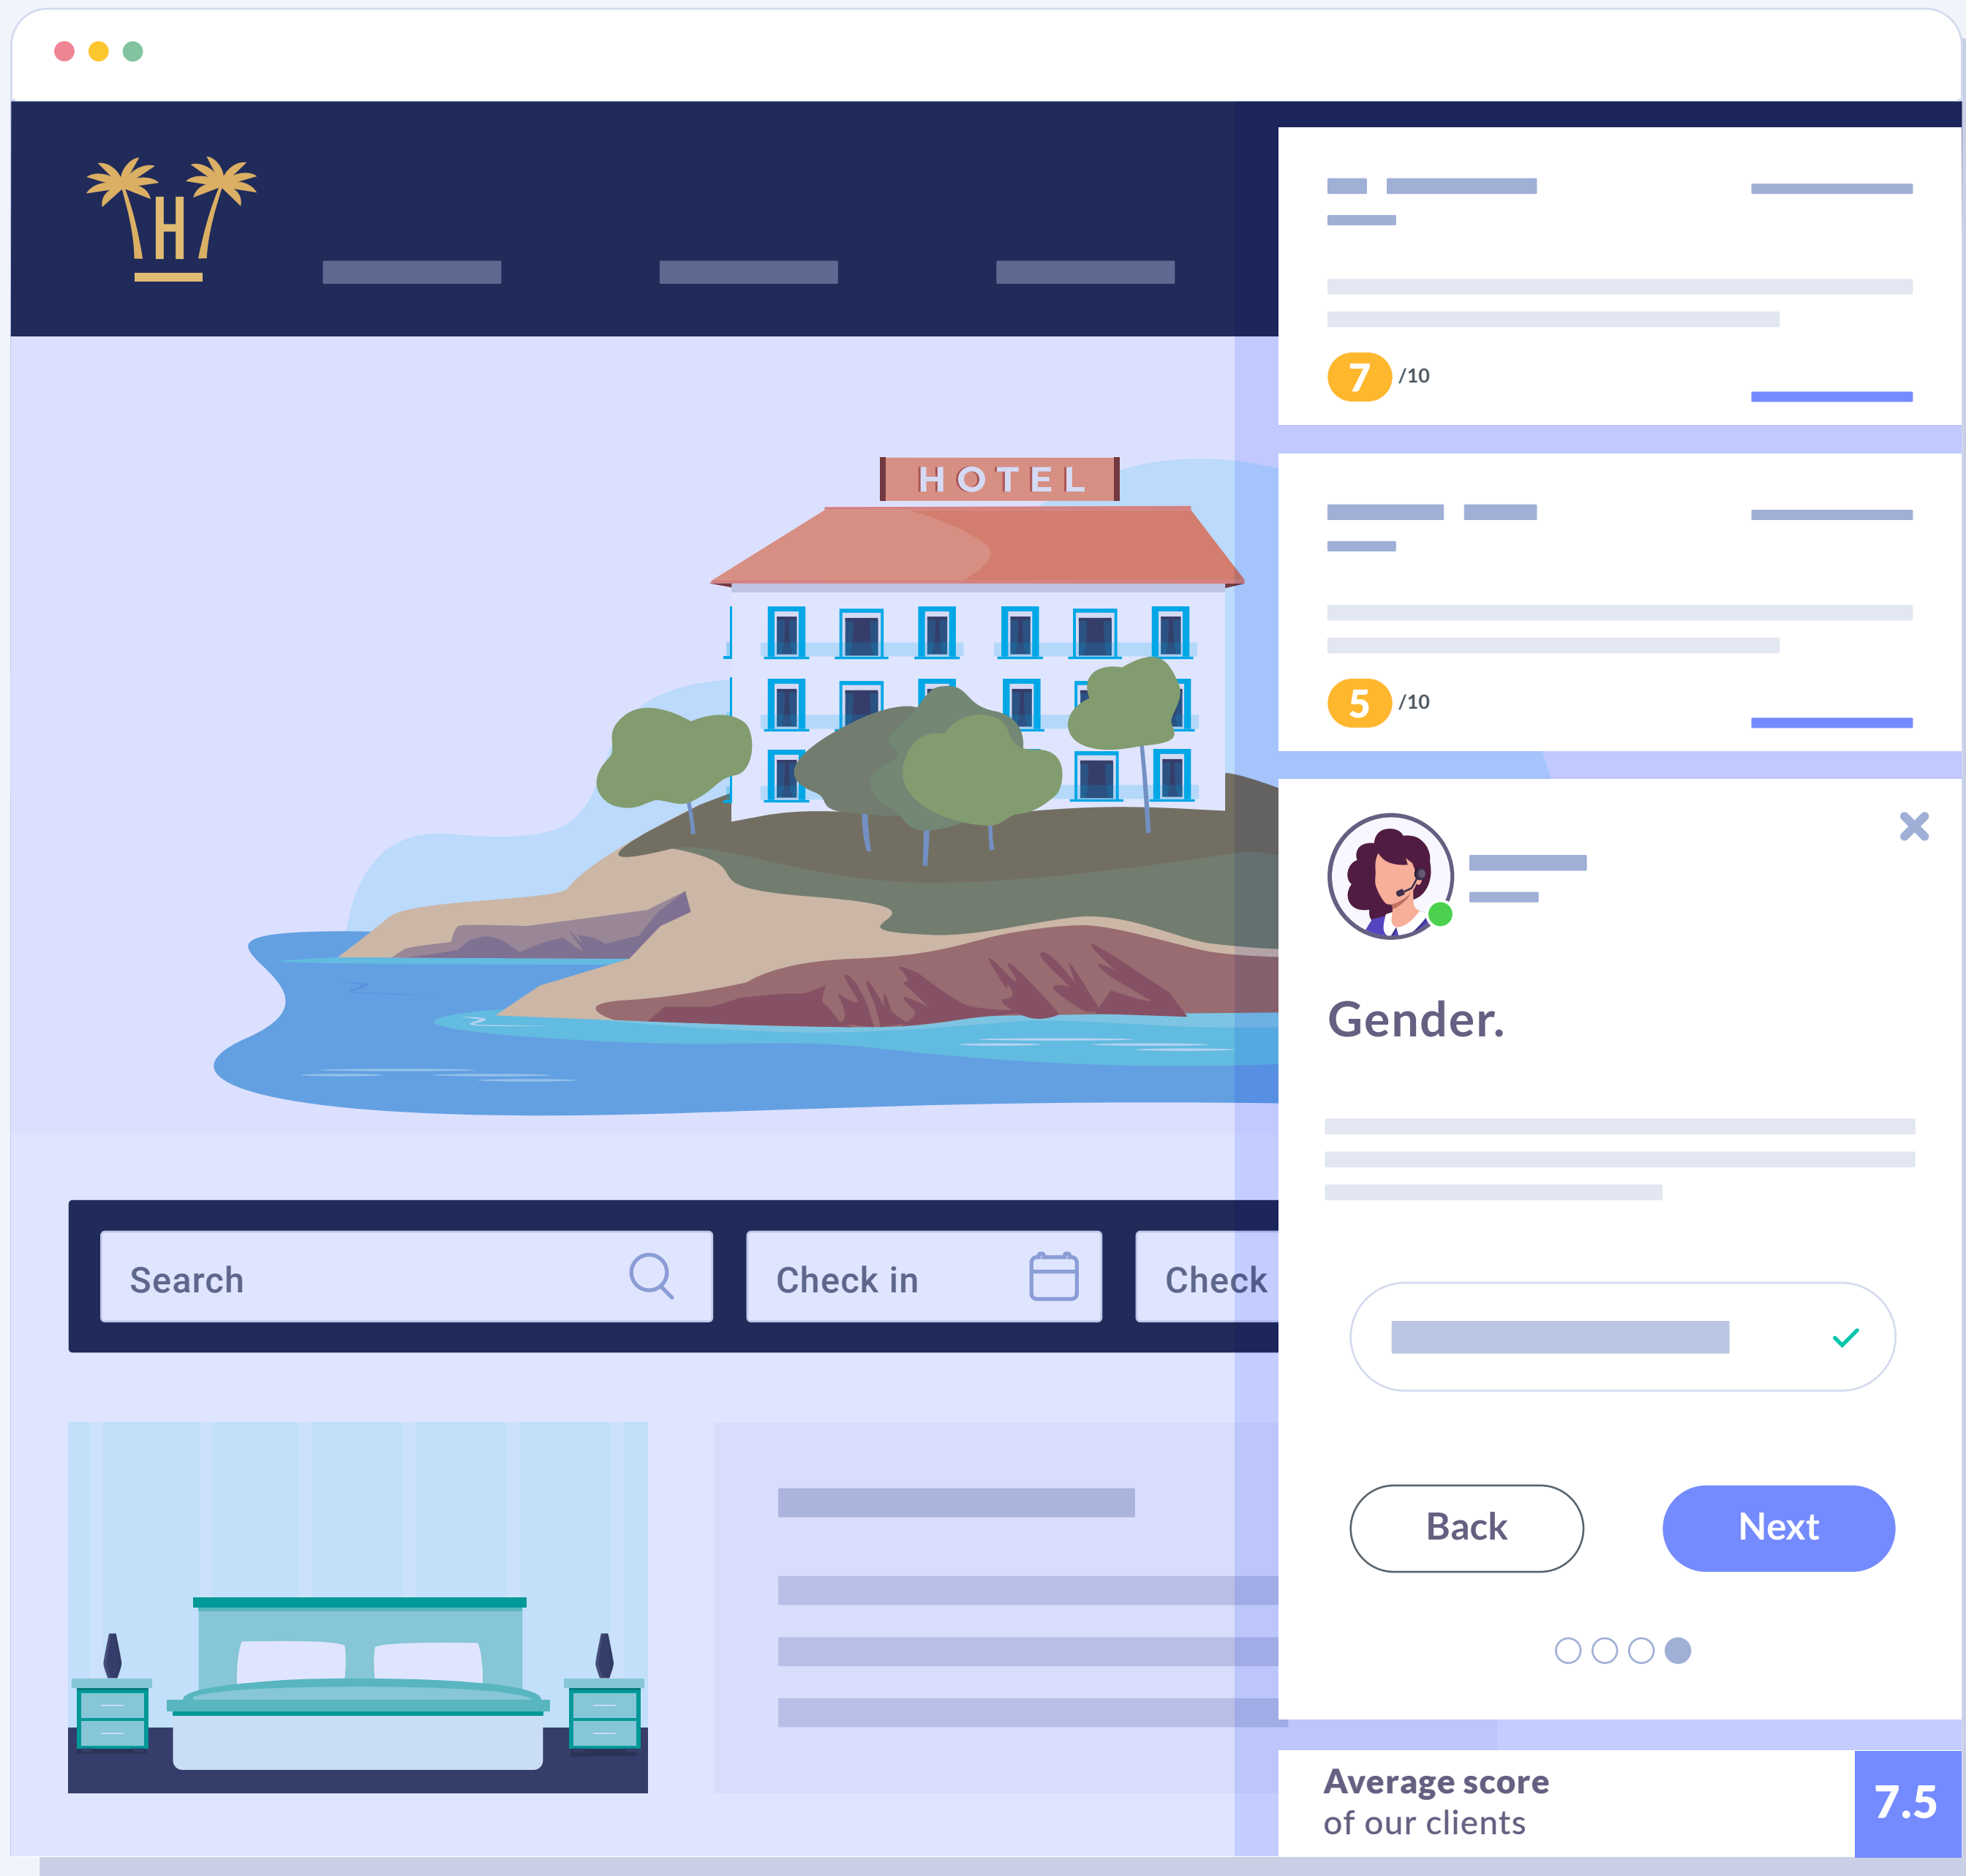 H
7 /10
HOTEL
5 /10
Gender.
Search
Check in
Check
Back
Next
Average score
of our clients
7.5